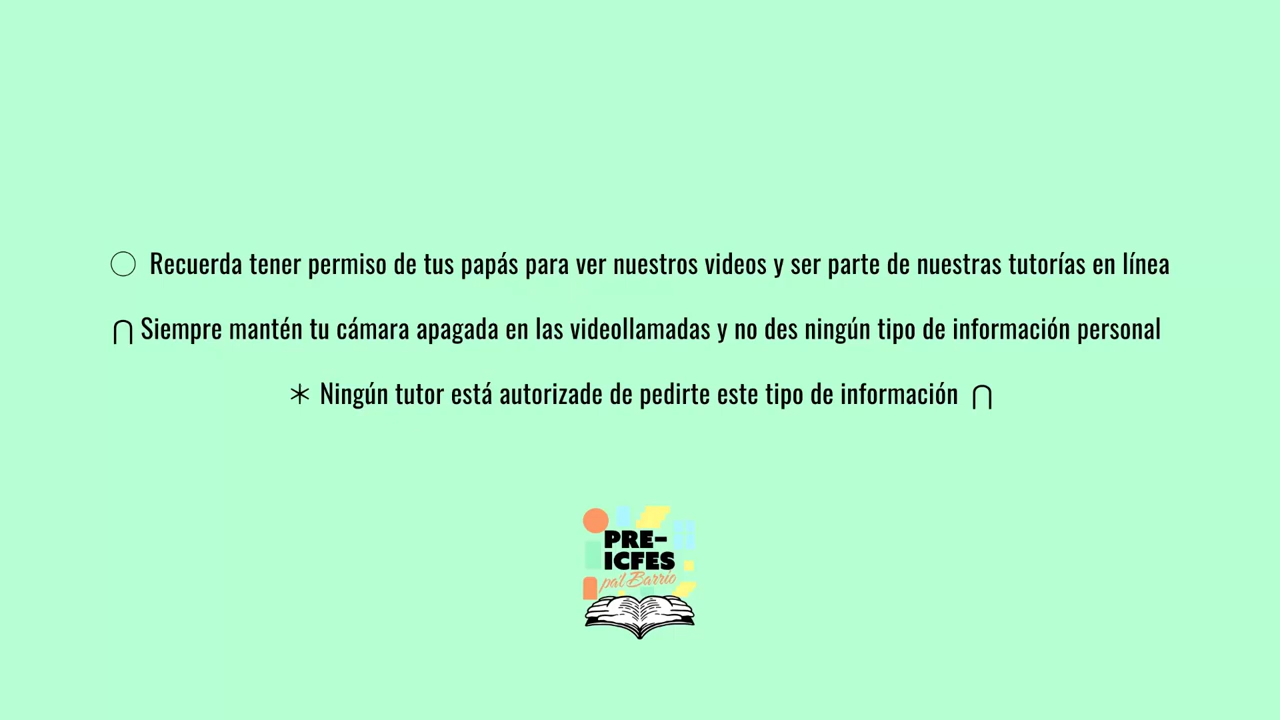 ◯ Recuerda tener permiso de tus papás para ver nuestros videos y ser parte de nuestras tutorías en línea
⋂ Siempre mantén tu cámara apagada en las videollamadas y no des ningún tipo de información personal
＊ Ningún tutor está autorizade de pedirte este tipo de información ⋂
PRE-
ICFES
pa'l Barrio